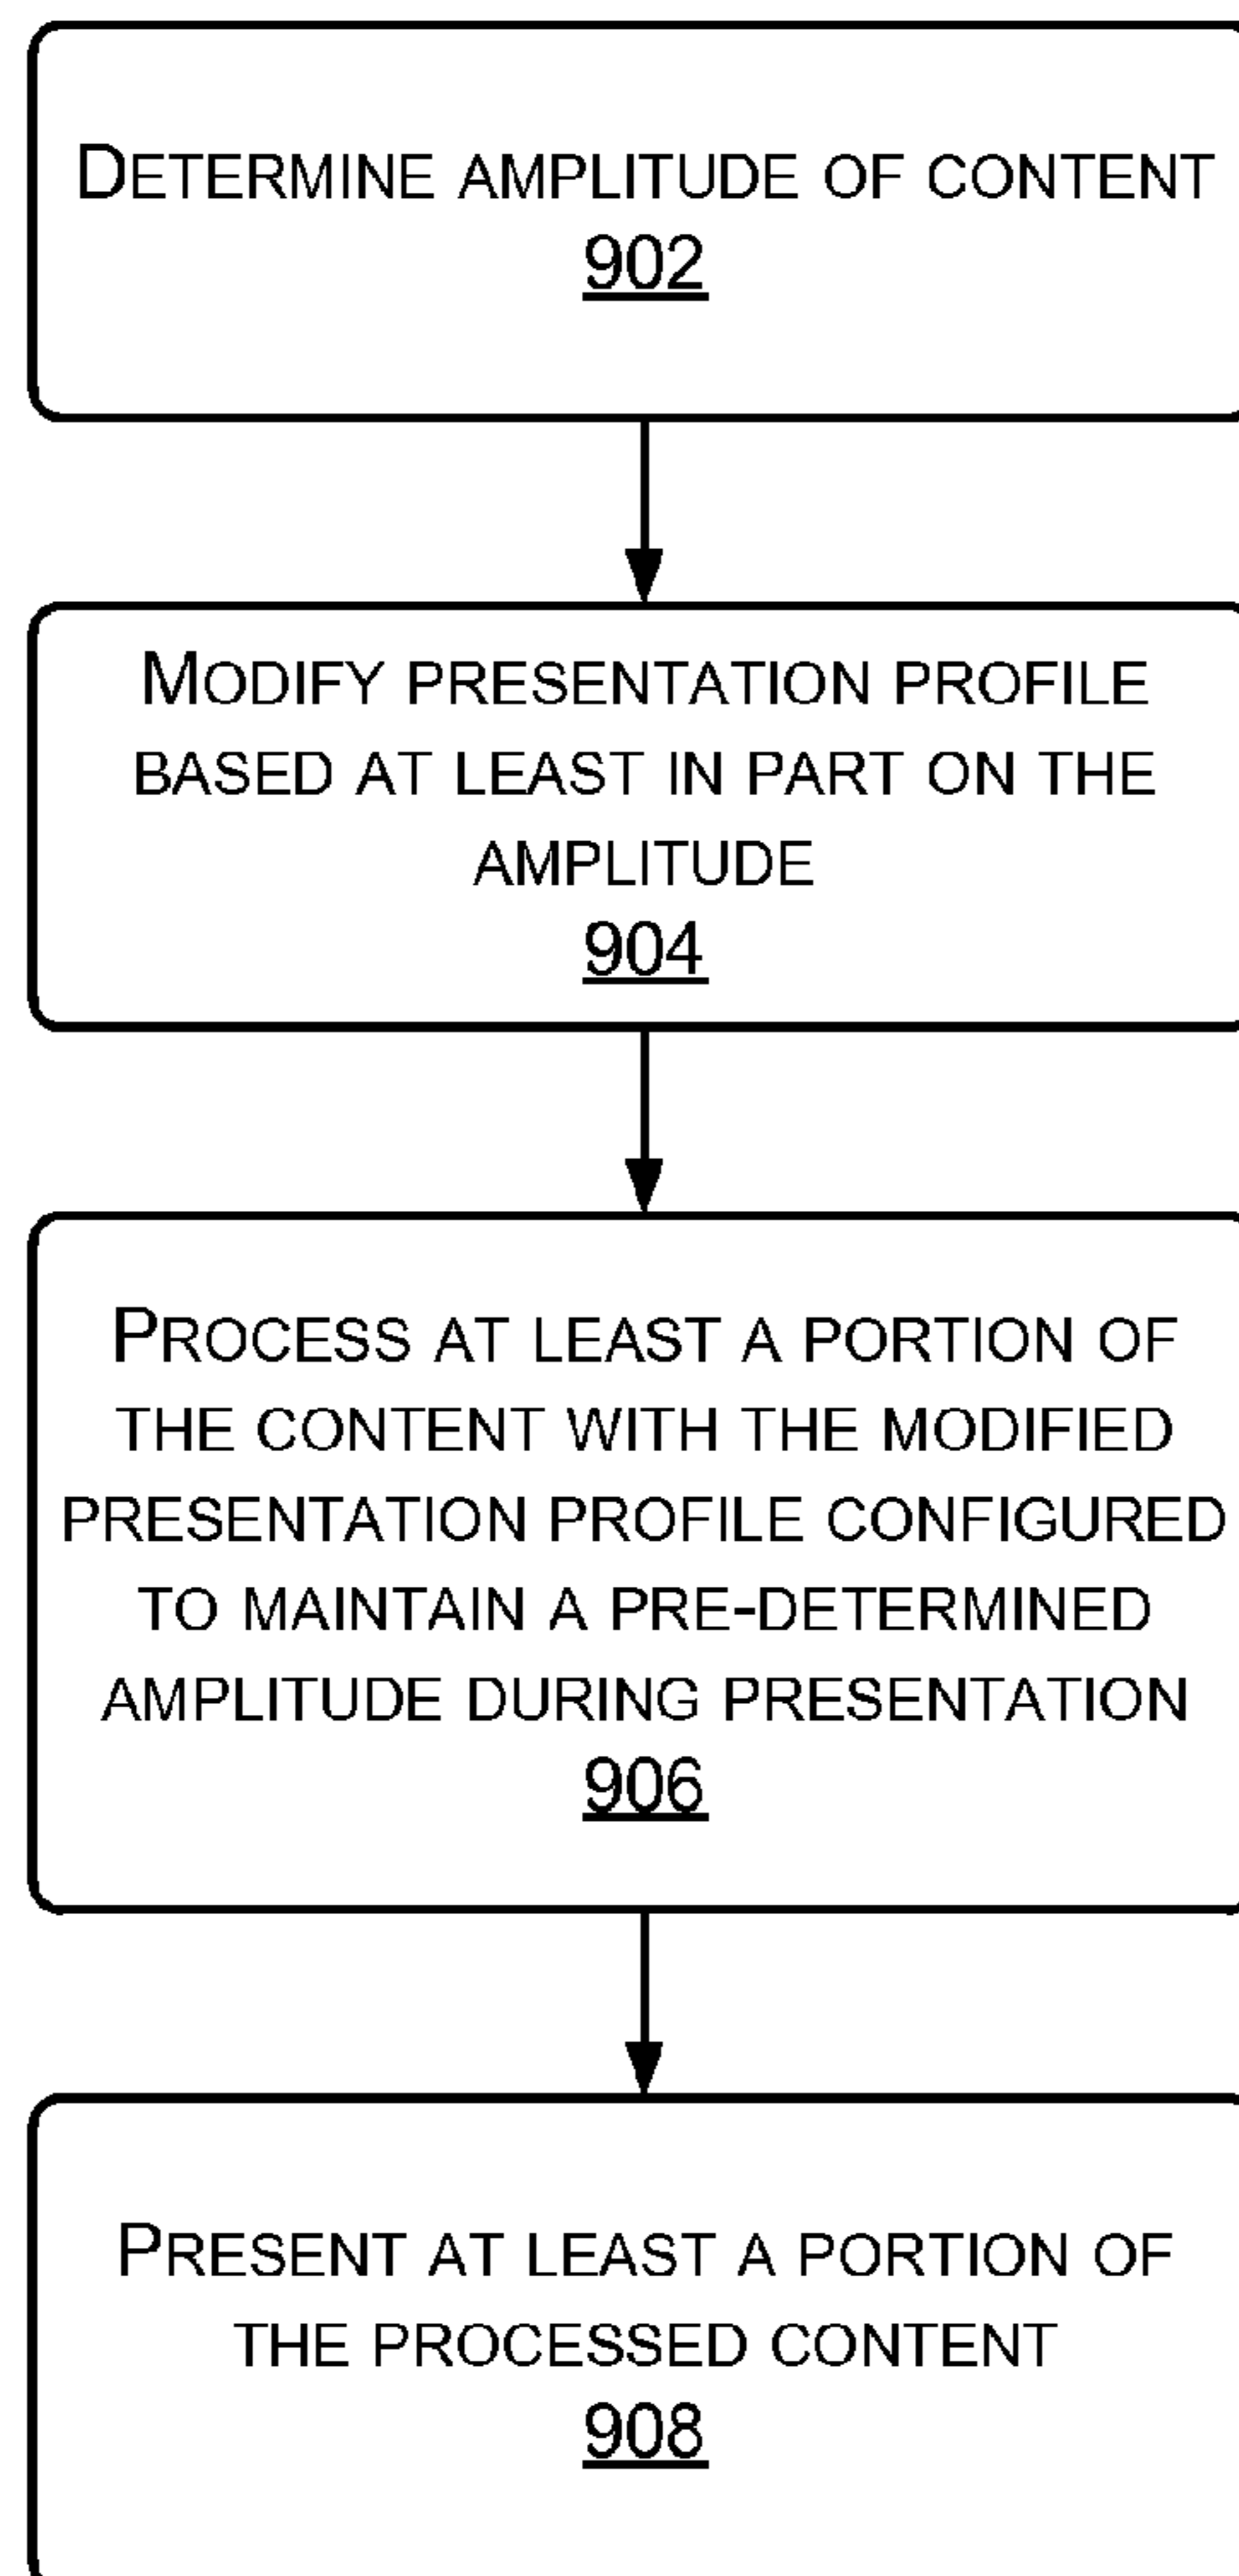 DETERMINE AMPLITUDE OF CONTENT
902
MODIFY PRESENTATION PROFILE
BASED AT LEAST IN PART ON THE
AMPLITUDE
904
PROCESS AT LEAST A PORTION OF
THE CONTENT WITH THE MODIFIED
PRESENTATION PROFILE CONFIGURED
TO MAINTAIN A PRE-DETERMINED
AMPLITUDE DURING PRESENTATION
906
PRESENT AT LEAST A PORTION OF
THE PROCESSED CONTENT
908